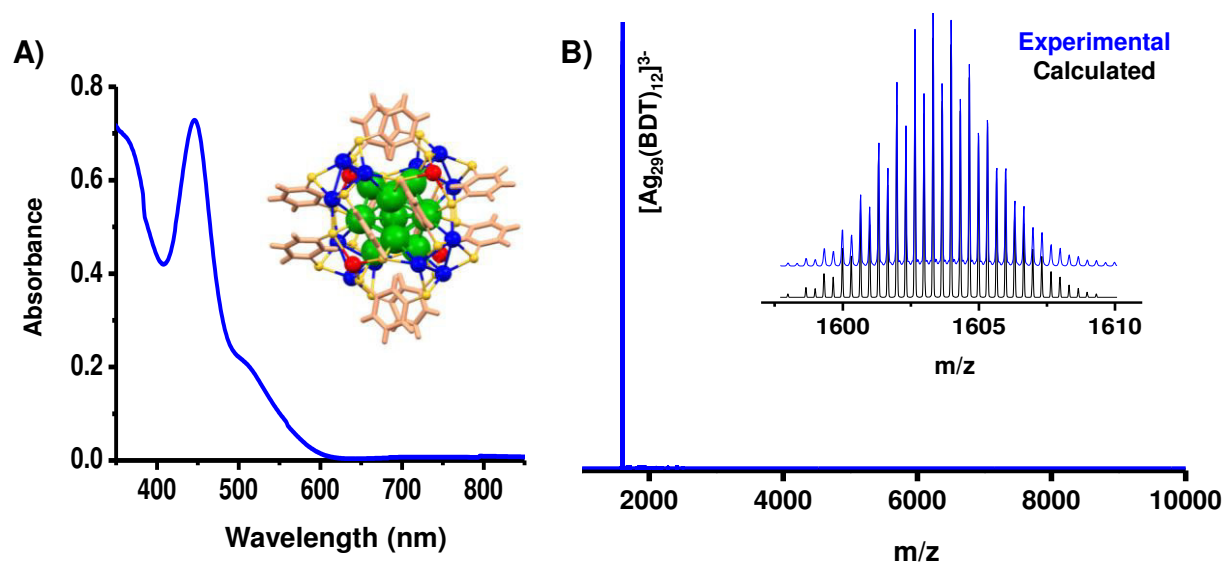 A)
Absorbance
0.8
0.6
0.4
0.2
0.0
400 500 600 700 800
Wavelength (nm)
B)
[Ag29(BDT)12]3-
Experimental
Calculated
1600 1605 1610
m/z
2000 4000 6000 8000 10000
m/z